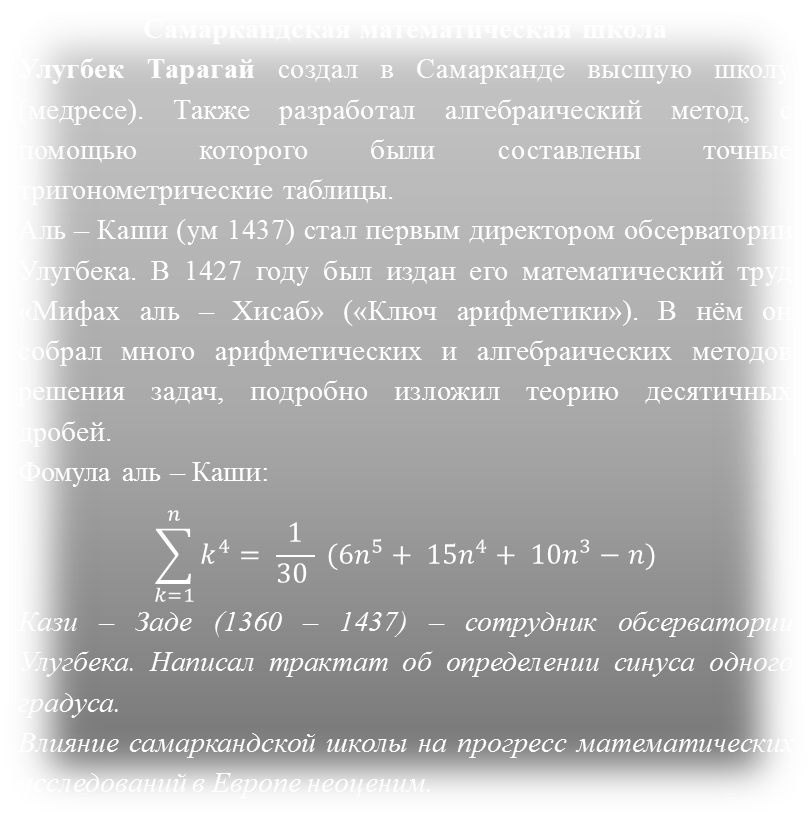 Самаркандская математическая школа
Улугбек Тарагай создал в Самарканде высшую школу
(медресе). Также разработал алгебраический метод, с
помощью которого были составлены точные
тригонометрические таблицы.
Аль – Каши (ум 1437) стал первым директором обсерватории
Улугбека. В 1427 году был издан его математический труд
«Мифах аль – Хисаб» («Ключ арифметики»). В нём он
собрал много арифметических и алгебраических методов
решения задач, подробно изложил теорию десятичных
дробей.
Фомула аль – Каши:
∑_{k=1}^{n} k⁴ = 1/30 (6n⁵ + 15n⁴ + 10n³ − n)
Кази – Заде (1360 – 1437) – сотрудник обсерватории
Улугбека. Написал трактат об определении синуса одного
градуса.
Влияние самаркандской школы на прогресс математических
исследований в Европе неоценим.